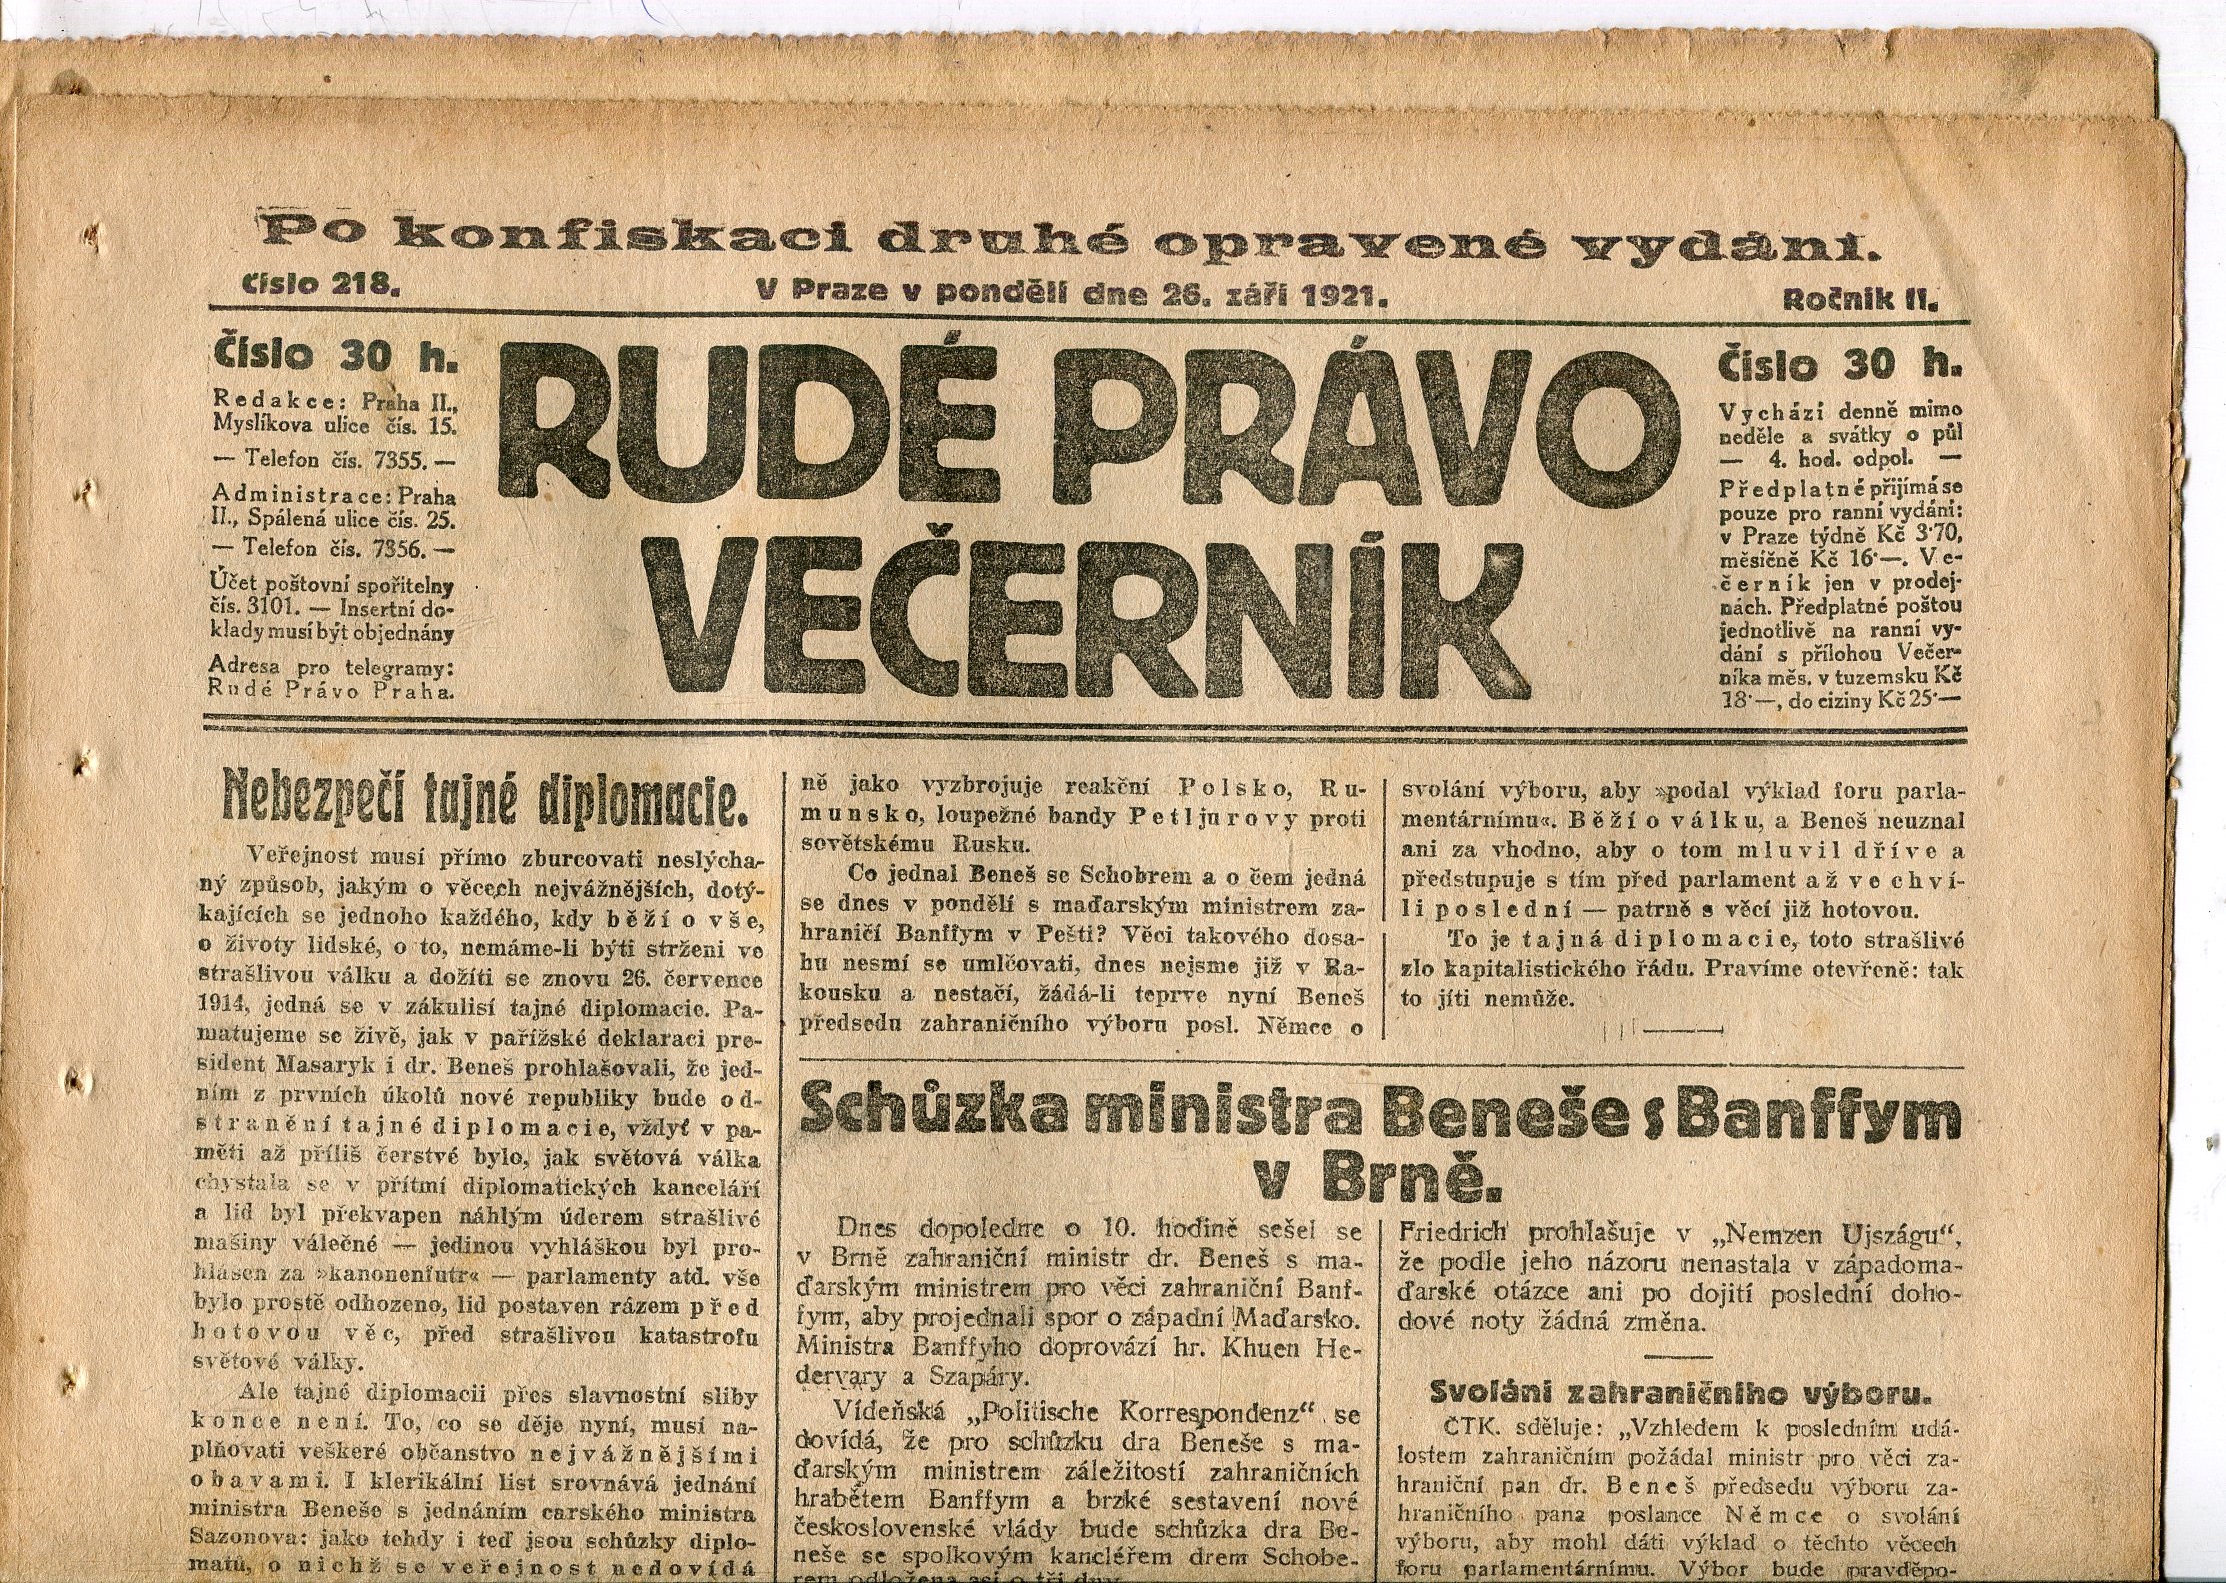 Po konfiskaci druhé opravené vydání.
Číslo 218.
V Praze v pondělí dne 26. září 1921.
Ročník II.
Číslo 30 h.
Redakce: Praha II.,
Myslíkova ulice čís. 15.
— Telefon čís. 7355. —
Administrace: Praha
II., Spálená ulice čís. 25.
— Telefon čís. 7356. —
Účet poštovní spořitelny
čís. 3101. — Insertní do-
klady musí být objednány
Adresa pro telegramy:
Rudé Právo Praha.
RUDÉ PRÁVO
VEČERNÍK
Číslo 30 h.
Vychází denně mimo
neděle a svátky o půl
— 4. hod. odpol. —
Předplatné přijímá se
pouze pro ranní vydání:
v Praze týdně Kč 3·70,
měsíčně Kč 16·—. Ve-
černík jen v prodej-
nách. Předplatné poštou
jednotlivě na ranní vy-
dání s přílohou Večer-
níka měs. v tuzemsku Kč
18·—, do ciziny Kč 25·—
Nebezpečí tajné diplomacie.
Veřejnost musí přímo zburcovati neslýcha-
ný způsob, jakým o věcech nejvážnějších, dotý-
kajících se jednoho každého, kdy běží o vše,
o životy lidské, o to, nemáme-li býti strženi ve
strašlivou válku a dožíti se znovu 26. července
1914, jedná se v zákulisí tajné diplomacie. Pa-
matujeme se živě, jak v pařížské deklaraci pre-
sident Masaryk i dr. Beneš prohlašovali, že jed-
ním z prvních úkolů nové republiky bude od-
stranění tajné diplomacie, vždyť v pa-
měti až příliš čerstvé bylo, jak světová válka
chystala se v přítmí diplomatických kanceláří
a lid byl překvapen náhlým úderem strašlivé
mašiny válečné — jedinou vyhláškou byl pro-
hlášen za »kanonenfutr« — parlamenty atd. vše
bylo prostě odhozeno, lid postaven rázem před
hotovou věc, před strašlivou katastrofu
světové války.
Ale tajné diplomacii přes slavnostní sliby
konce není. To, co se děje nyní, musí na-
plňovati veškeré občanstvo nejvážnějšími
obavami. I klerikální list srovnává jednání
ministra Beneše s jednáním carského ministra
Sazonova: jako tehdy i teď jsou schůzky diplo-
matů, o nichž se veřejnost nedovídá
ně jako vyzbrojuje reakční Polsko, Ru-
munsko, loupežné bandy Petljurovy proti
sovětskému Rusku.
Co jednal Beneš se Schobrem a o čem jedná
se dnes v pondělí s maďarským ministrem za-
hraničí Banffym v Pešti? Věci takového dosa-
hu nesmí se umlčovati, dnes nejsme již v Ra-
kousku a nestačí, žádá-li teprve nyní Beneš
předsedu zahraničního výboru posl. Němce o
svolání výboru, aby »podal výklad foru parla-
mentárnímu«. Běží o válku, a Beneš neuznal
ani za vhodno, aby o tom mluvil dříve a
předstupuje s tím před parlament až ve chví-
li poslední — patrně s věcí již hotovou.
To je tajná diplomacie, toto strašlivé
zlo kapitalistického řádu. Pravíme otevřeně: tak
to jíti nemůže.
Schůzka ministra Beneše s Banffym
v Brně.
Dnes dopoledne o 10. hodině sešel se
v Brně zahraniční ministr dr. Beneš s ma-
ďarským ministrem pro věci zahraniční Banf-
fym, aby projednali spor o západní Maďarsko.
Ministra Banffyho doprovází hr. Khuen He-
dervary a Szapáry.
Vídeňská „Politische Korrespondenz“ se
dovídá, že pro schůzku dra Beneše s ma-
ďarským ministrem záležitostí zahraničních
hrabětem Banffym a brzké sestavení nové
československé vlády bude schůzka dra Be-
neše se spolkovým kancléřem drem Schobe-
rem odložena asi o tři dny.
Friedrich prohlašuje v „Nemzen Ujszágu“,
že podle jeho názoru nenastala v západoma-
ďarské otázce ani po dojití poslední doho-
dové noty žádná změna.
Svolání zahraničního výboru.
ČTK. sděluje: „Vzhledem k posledním udá-
lostem zahraničním požádal ministr pro věci za-
hraniční pan dr. Beneš předsedu výboru za-
hraničního pana poslance Němce o svolání
výboru, aby mohl dáti výklad o těchto věcech
foru parlamentárnímu. Výbor bude pravděpo-